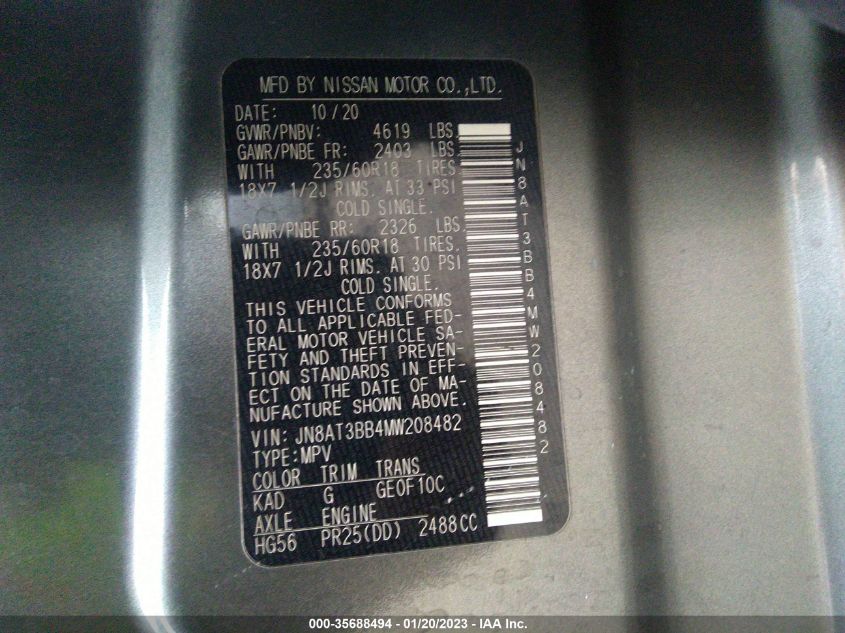 MFD BY NISSAN MOTOR CO.,LTD.
DATE: 10/20
GVWR/PNBV: 4619 LBS.
GAWR/PNBE FR: 2403 LBS.
WITH 235/60R18 TIRES.
18X7 1/2J RIMS. AT 33 PSI
COLD SINGLE.
GAWR/PNBE RR: 2326 LBS.
WITH 235/60R18 TIRES.
18X7 1/2J RIMS. AT 30 PSI
COLD SINGLE.
THIS VEHICLE CONFORMS
TO ALL APPLICABLE FED-
ERAL MOTOR VEHICLE SA-
FETY AND THEFT PREVEN-
TION STANDARDS IN EFF-
ECT ON THE DATE OF MA-
NUFACTURE SHOWN ABOVE.
VIN: JN8AT3BB4MW208482
TYPE:MPV
COLOR TRIM TRANS
KAD G GEOF10C
AXLE ENGINE
HG56 PR25(DD) 2488CC
JN8AT3BB4MW208482
000-35688494 - 01/20/2023 - IAA Inc.